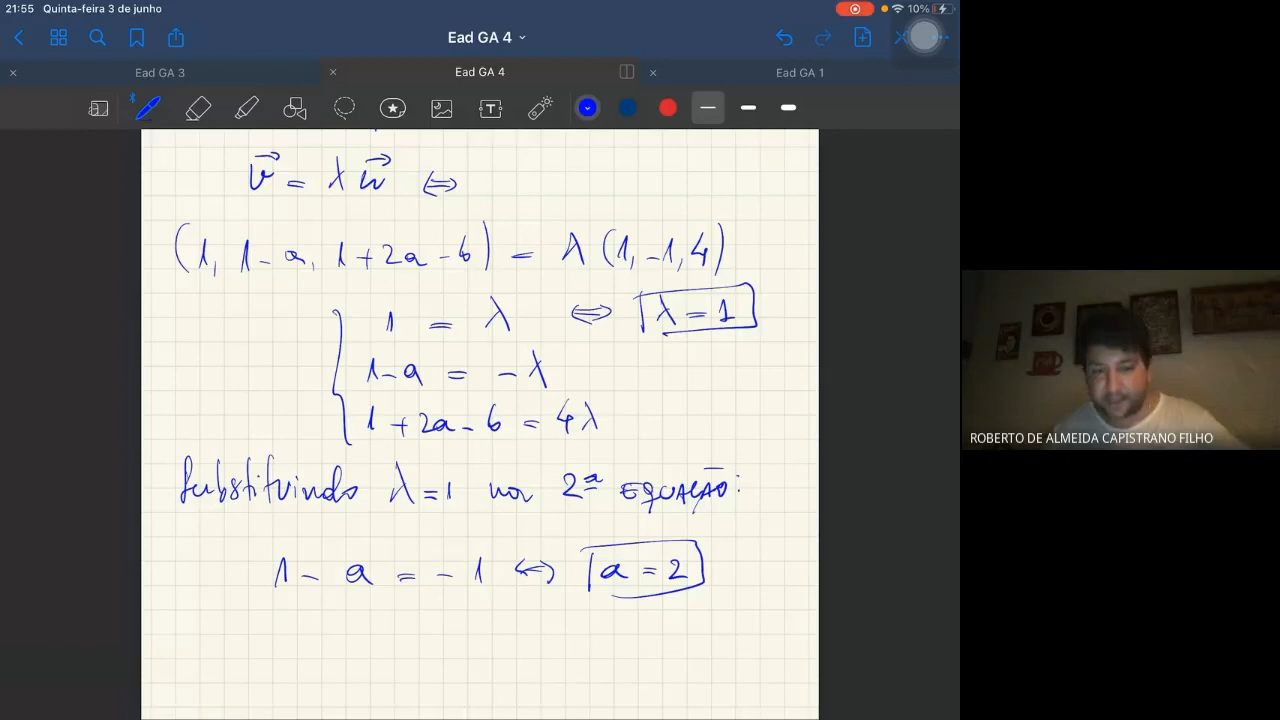 21:55 Quinta-feira 3 de junho
10%
Ead GA 4
Ead GA 3
Ead GA 4
Ead GA 1
v⃗ = λ w⃗ ⇔
(1, 1-a, 1+2a-b) = λ (1, -1, 4)
1 = λ ⇔ λ = 1
1-a = -λ
1+2a-b = 4λ
Substituindo λ=1 na 2ª EQUAÇÃO:
1 - a = -1 ⇔ a = 2
ROBERTO DE ALMEIDA CAPISTRANO FILHO